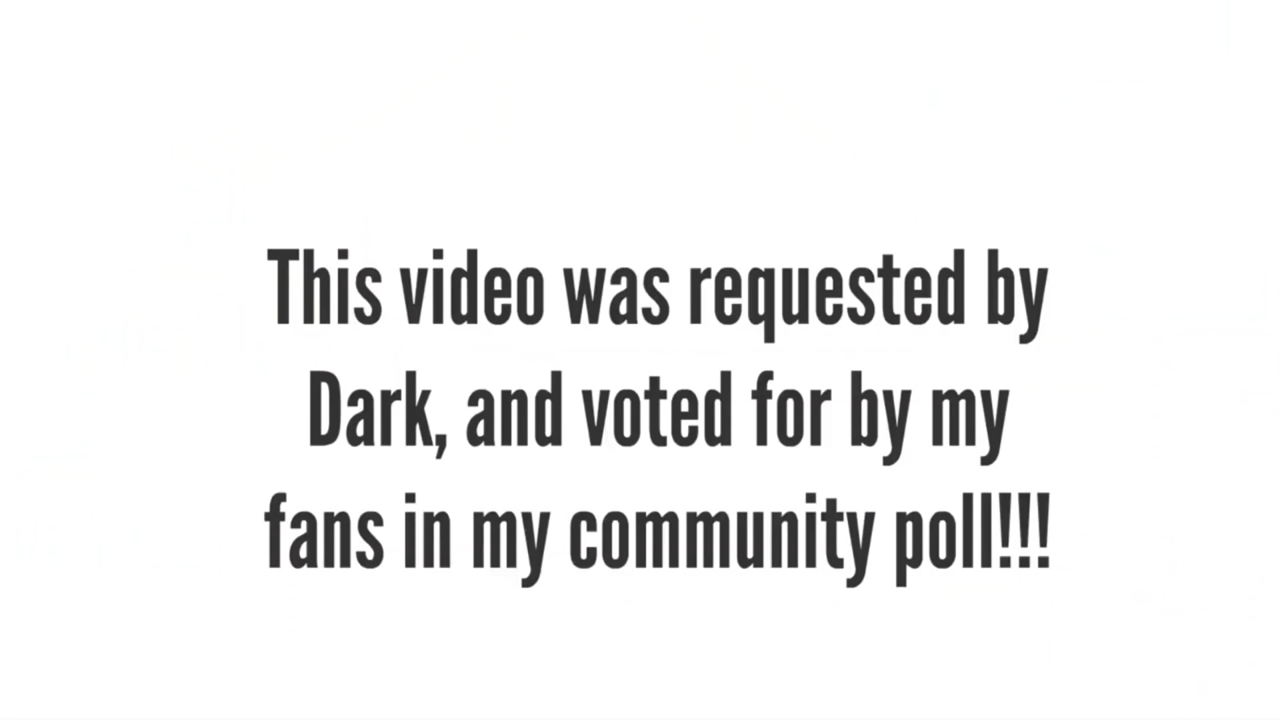 This video was requested by
Dark, and voted for by my
fans in my community poll!!!